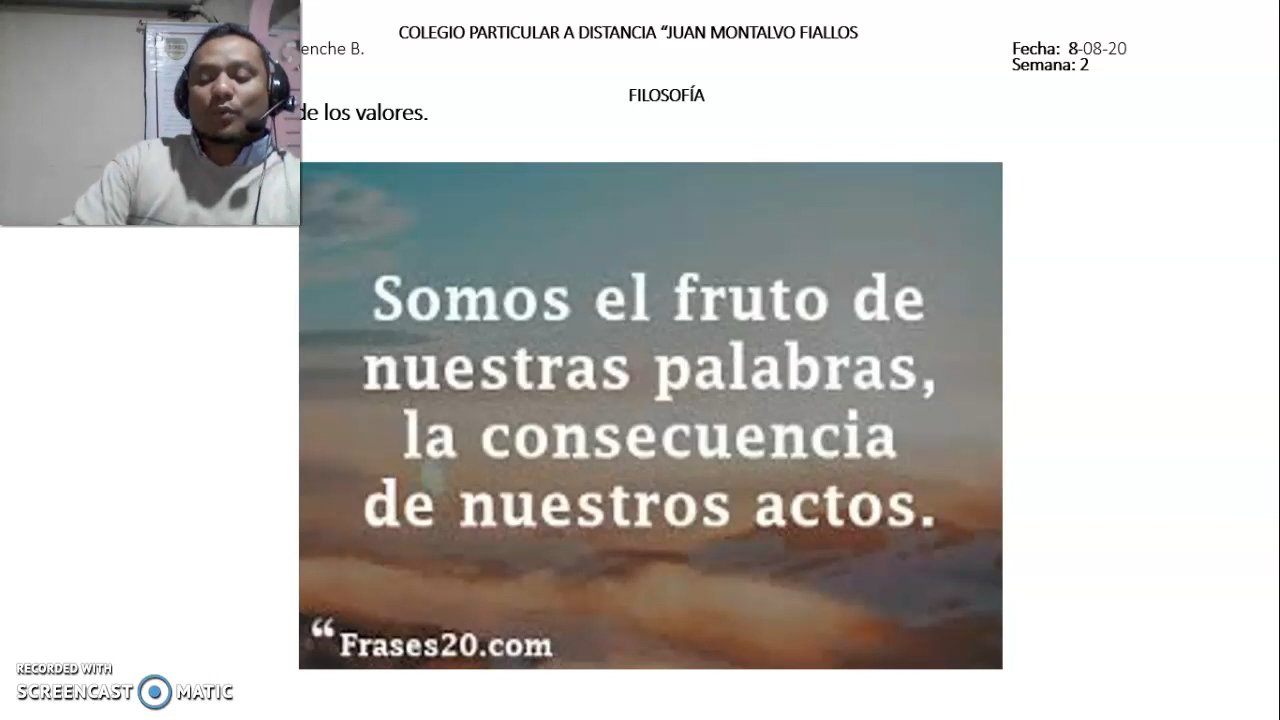 COLEGIO PARTICULAR A DISTANCIA “JUAN MONTALVO FIALLOS
enche B.
Fecha: 8-08-20
Semana: 2
FILOSOFÍA
de los valores.
Somos el fruto de
nuestras palabras,
la consecuencia
de nuestros actos.
“ Frases20.com
RECORDED WITH
SCREENCAST MATIC